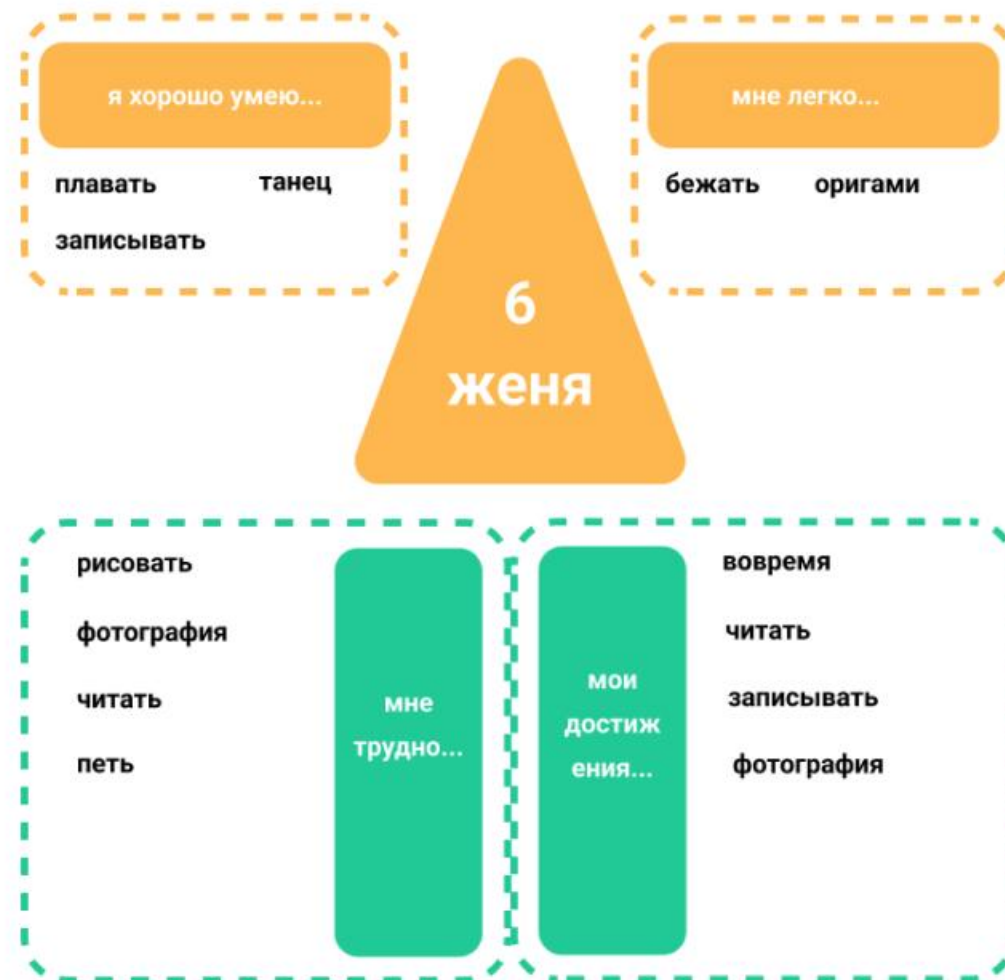 я хорошо умею...
плавать танец
записывать
мне легко...
бежать оригами
6
женя
рисовать
фотография
читать
петь
мне
трудно...
мои
достиж
ения...
вовремя
читать
записывать
фотография